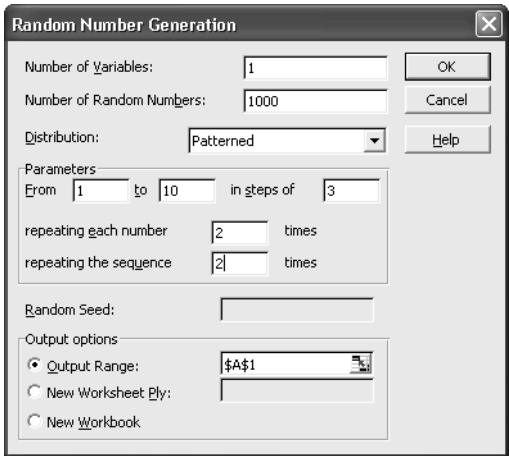 Random Number Generation
Number of Variables: 1 OK
Number of Random Numbers: 1000 Cancel
Distribution: Patterned Help
Parameters
From 1 to 10 in steps of 3
repeating each number 2 times
repeating the sequence 2 times
Random Seed:
Output options
Output Range: $A$1
New Worksheet Ply:
New Workbook